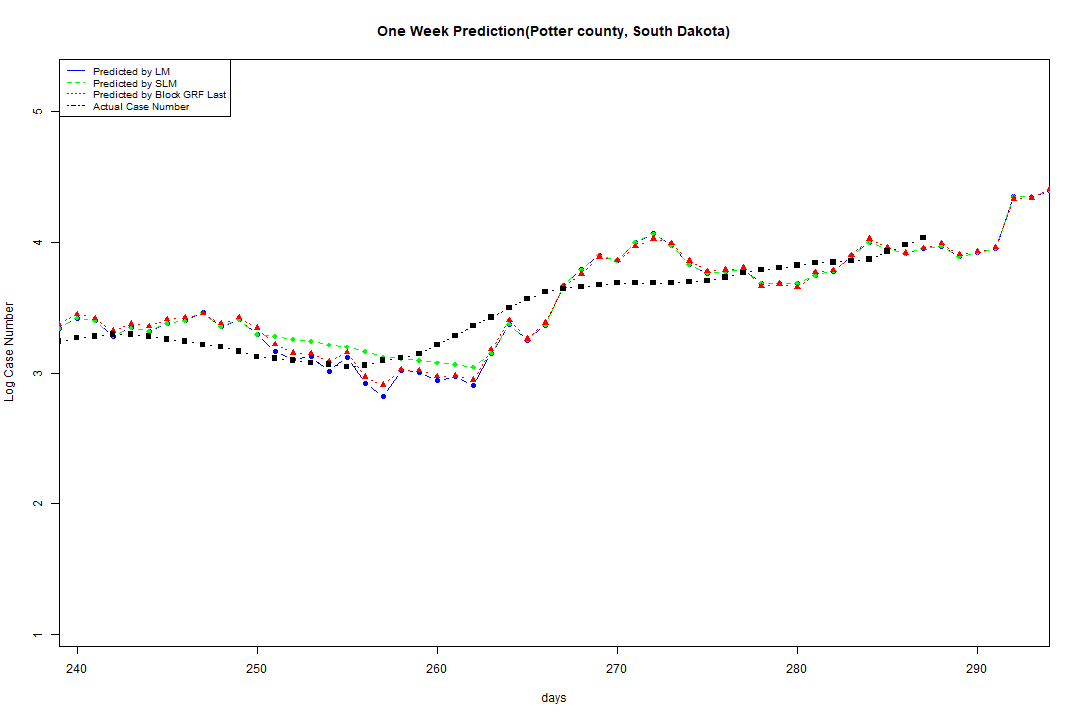 One Week Prediction(Potter county, South Dakota)
Predicted by LM
Predicted by SLM
Predicted by Block GRF Last
Actual Case Number
5
4
3
2
1
Log Case Number
240 250 260 270 280 290
days